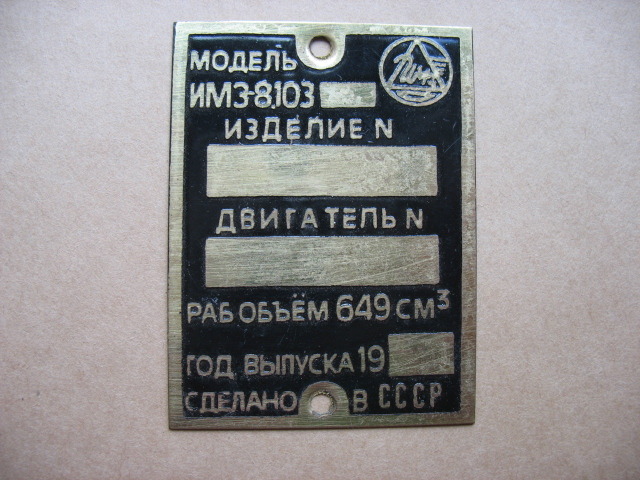 МОДЕЛЬ
ИМЗ-8.103
ИЗДЕЛИЕ N
ДВИГАТЕЛЬ N
РАБ ОБЪЁМ 649 СМ³
ГОД ВЫПУСКА 19
СДЕЛАНО В СССР